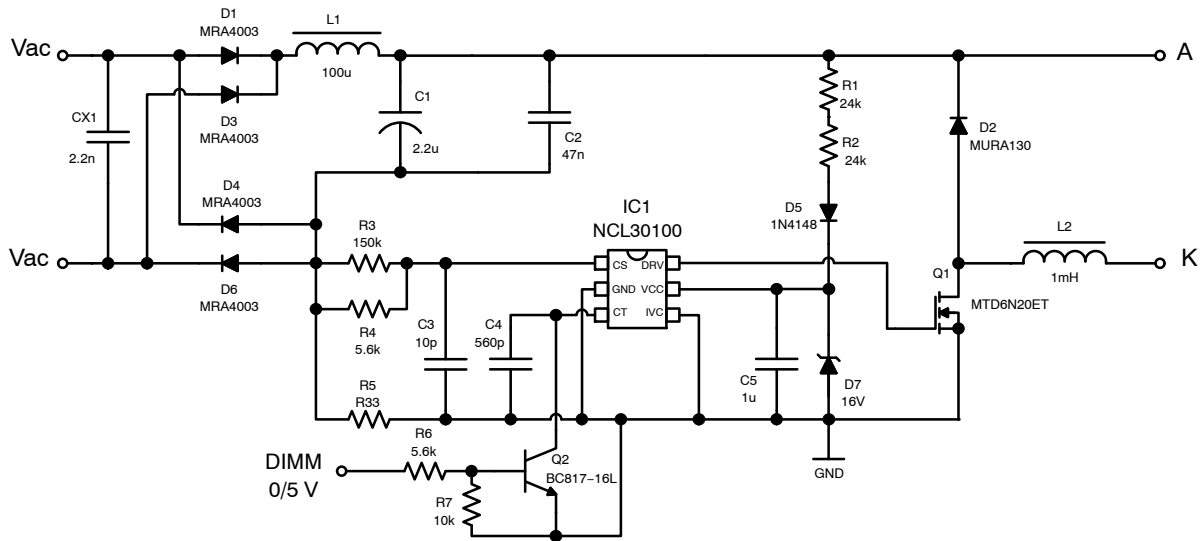 D1
MRA4003
L1
100u
Vac
A
D3
MRA4003
CX1
2.2n
C1
2.2u
C2
47n
R1
24k
R2
24k
D2
MURA130
D4
MRA4003
D5
1N4148
Vac
D6
MRA4003
R3
150k
R4
5.6k
R5
R33
C3
10p
C4
560p
IC1
NCL30100
CS
DRV
GND
VCC
CT
IVC
L2
1mH
K
Q1
MTD6N20ET
C5
1u
D7
16V
GND
DIMM
0/5 V
R6
5.6k
R7
10k
Q2
BC817-16L